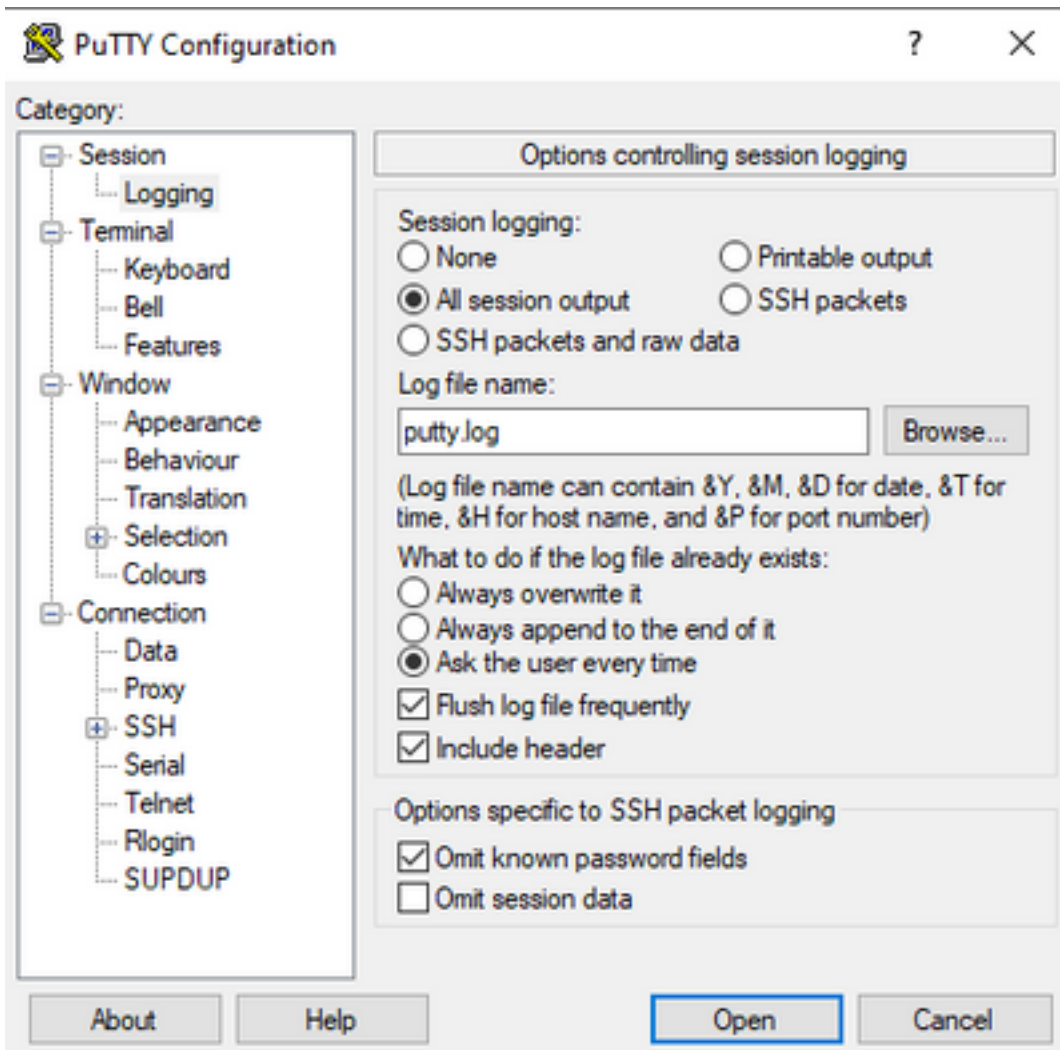 PuTTY Configuration
?
Category:
Session
Logging
Terminal
Keyboard
Bell
Features
Window
Appearance
Behaviour
Translation
Selection
Colours
Connection
Data
Proxy
SSH
Serial
Telnet
Rlogin
SUPDUP
Options controlling session logging
Session logging:
None
Printable output
All session output
SSH packets
SSH packets and raw data
Log file name:
putty.log
Browse...
(Log file name can contain &Y, &M, &D for date, &T for
time, &H for host name, and &P for port number)
What to do if the log file already exists:
Always overwrite it
Always append to the end of it
Ask the user every time
Flush log file frequently
Include header
Options specific to SSH packet logging
Omit known password fields
Omit session data
About
Help
Open
Cancel